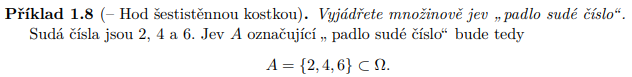 Příklad 1.8 (– Hod šestistěnnou kostkou). Vyjádřete množinově jev „padlo sudé číslo“.
Sudá čísla jsou 2, 4 a 6. Jev A označující „ padlo sudé číslo“ bude tedy
A = {2, 4, 6} ⊂ Ω.